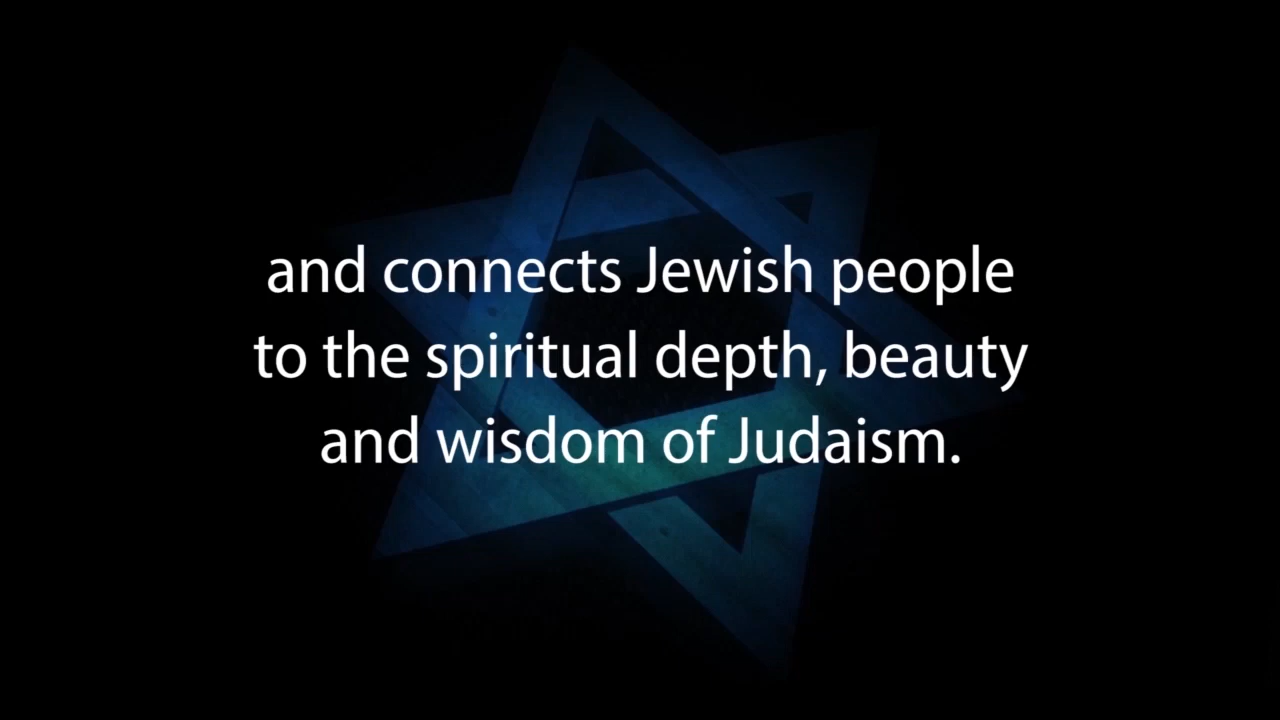 and connects Jewish people
to the spiritual depth, beauty
and wisdom of Judaism.